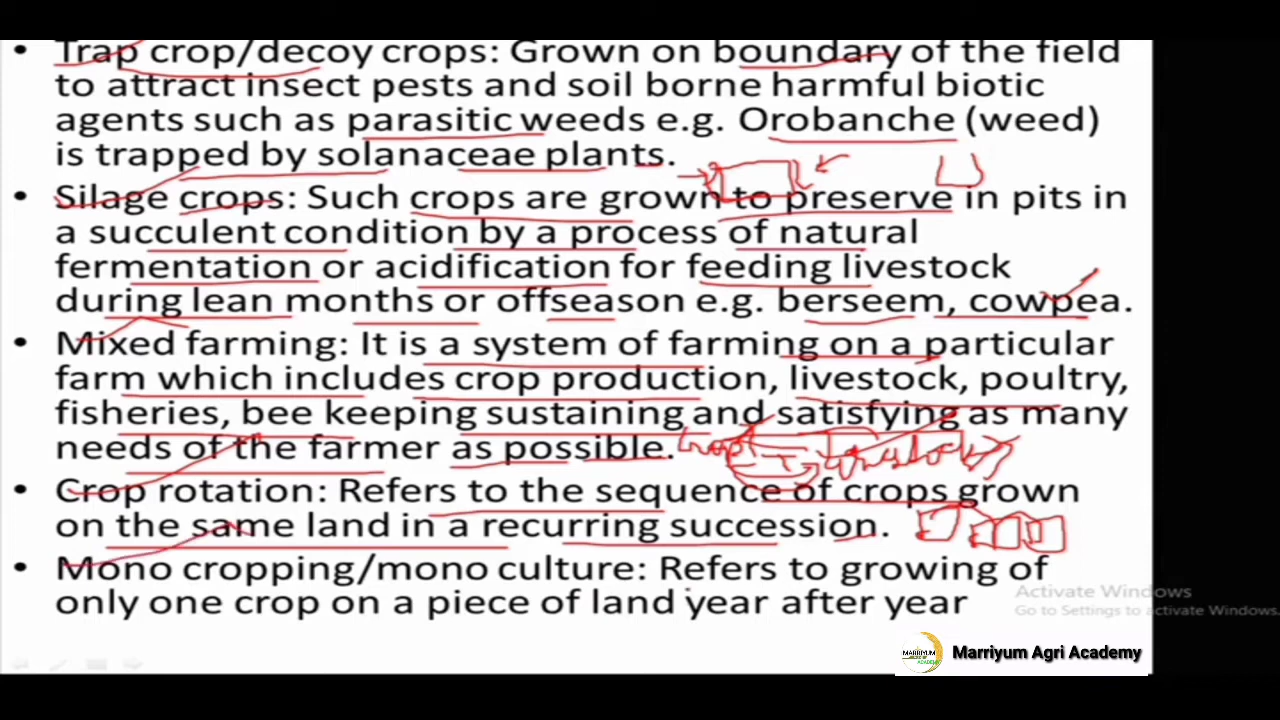 • Trap crop/decoy crops: Grown on boundary of the field
to attract insect pests and soil borne harmful biotic
agents such as parasitic weeds e.g. Orobanche (weed)
is trapped by solanaceae plants.
• Silage crops: Such crops are grown to preserve in pits in
a succulent condition by a process of natural
fermentation or acidification for feeding livestock
during lean months or offseason e.g. berseem, cowpea.
• Mixed farming: It is a system of farming on a particular
farm which includes crop production, livestock, poultry,
fisheries, bee keeping sustaining and satisfying as many
needs of the farmer as possible.
• Crop rotation: Refers to the sequence of crops grown
on the same land in a recurring succession.
• Mono cropping/mono culture: Refers to growing of
only one crop on a piece of land year after year
Activate Windows
Go to Settings to activate Windows.
MARRIYUM
ACADEMY
Marriyum Agri Academy